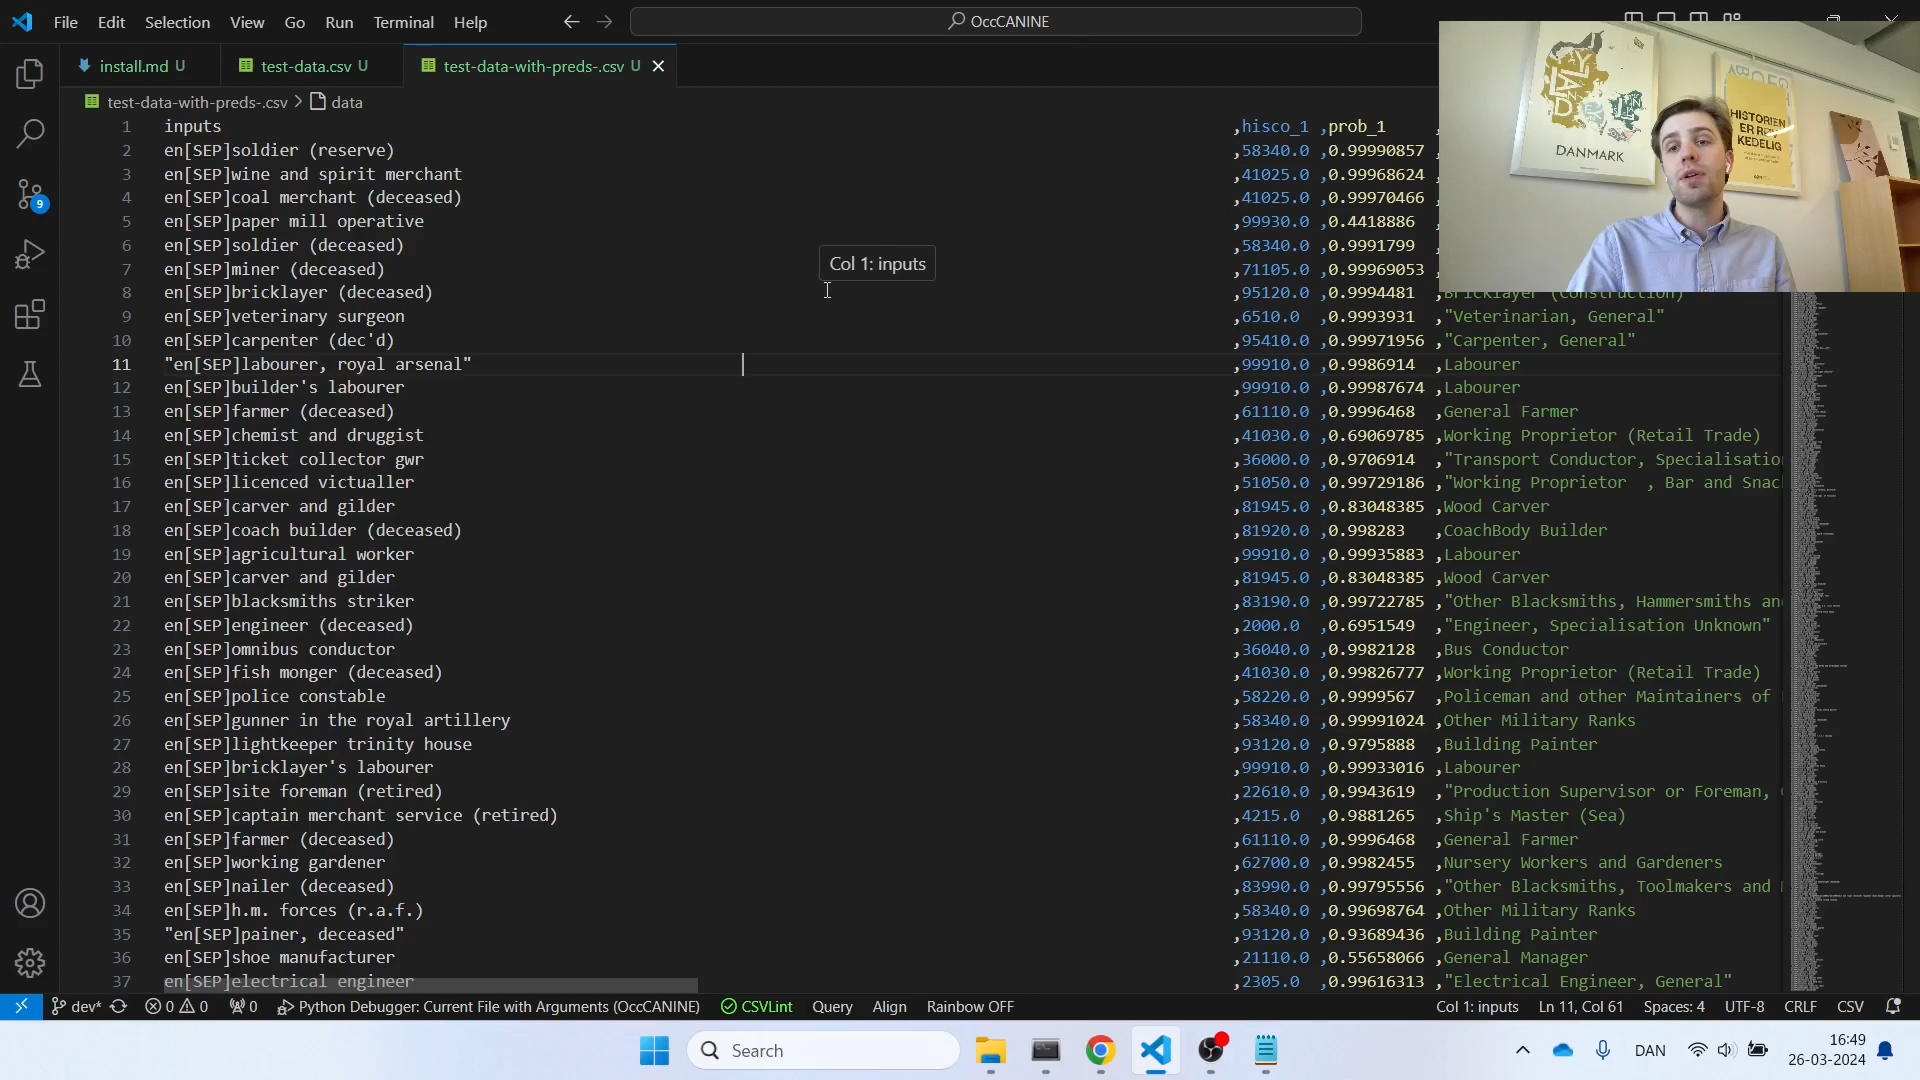 File Edit Selection View Go Run Terminal Help
OccCANINE
install.md U
test-data.csv U
test-data-with-preds-.csv U
test-data-with-preds-.csv > data
1 inputs ,hisco_1 ,prob_1 ,
2 en[SEP]soldier (reserve) ,58340.0 ,0.99990857 ,
3 en[SEP]wine and spirit merchant ,41025.0 ,0.99968624 ,
4 en[SEP]coal merchant (deceased) ,41025.0 ,0.99970466 ,
5 en[SEP]paper mill operative ,99930.0 ,0.4418886 ,
6 en[SEP]soldier (deceased) ,58340.0 ,0.9991799 ,
7 en[SEP]miner (deceased) ,71105.0 ,0.99969053 ,
Col 1: inputs
8 en[SEP]bricklayer (deceased) ,95120.0 ,0.9994481 ,Bricklayer (Construction)
9 en[SEP]veterinary surgeon ,6510.0 ,0.9993931 ,"Veterinarian, General"
10 en[SEP]carpenter (dec'd) ,95410.0 ,0.99971956 ,"Carpenter, General"
11 "en[SEP]labourer, royal arsenal" ,99910.0 ,0.9986914 ,Labourer
12 en[SEP]builder's labourer ,99910.0 ,0.99987674 ,Labourer
13 en[SEP]farmer (deceased) ,61110.0 ,0.9996468 ,General Farmer
14 en[SEP]chemist and druggist ,41030.0 ,0.69069785 ,Working Proprietor (Retail Trade)
15 en[SEP]ticket collector gwr ,36000.0 ,0.9706914 ,"Transport Conductor, Specialisatio
16 en[SEP]licenced victualler ,51050.0 ,0.99729186 ,"Working Proprietor , Bar and Snac
17 en[SEP]carver and gilder ,81945.0 ,0.83048385 ,Wood Carver
18 en[SEP]coach builder (deceased) ,81920.0 ,0.998283 ,CoachBody Builder
19 en[SEP]agricultural worker ,99910.0 ,0.99935883 ,Labourer
20 en[SEP]carver and gilder ,81945.0 ,0.83048385 ,Wood Carver
21 en[SEP]blacksmiths striker ,83190.0 ,0.99722785 ,"Other Blacksmiths, Hammersmiths an
22 en[SEP]engineer (deceased) ,2000.0 ,0.6951549 ,"Engineer, Specialisation Unknown"
23 en[SEP]omnibus conductor ,36040.0 ,0.9982128 ,Bus Conductor
24 en[SEP]fish monger (deceased) ,41030.0 ,0.99826777 ,Working Proprietor (Retail Trade)
25 en[SEP]police constable ,58220.0 ,0.9999567 ,Policeman and other Maintainers of
26 en[SEP]gunner in the royal artillery ,58340.0 ,0.99991024 ,Other Military Ranks
27 en[SEP]lightkeeper trinity house ,93120.0 ,0.9795888 ,Building Painter
28 en[SEP]bricklayer's labourer ,99910.0 ,0.99933016 ,Labourer
29 en[SEP]site foreman (retired) ,22610.0 ,0.9943619 ,"Production Supervisor or Foreman,
30 en[SEP]captain merchant service (retired) ,4215.0 ,0.9881265 ,Ship's Master (Sea)
31 en[SEP]farmer (deceased) ,61110.0 ,0.9996468 ,General Farmer
32 en[SEP]working gardener ,62700.0 ,0.9982455 ,Nursery Workers and Gardeners
33 en[SEP]nailer (deceased) ,83990.0 ,0.99795556 ,"Other Blacksmiths, Toolmakers and
34 en[SEP]h.m. forces (r.a.f.) ,58340.0 ,0.99698764 ,Other Military Ranks
35 "en[SEP]painer, deceased" ,93120.0 ,0.93689436 ,Building Painter
36 en[SEP]shoe manufacturer ,21110.0 ,0.55658066 ,General Manager
37 en[SEP]electrical engineer ,2305.0 ,0.99616313 ,"Electrical Engineer, General"
DANMARK
HISTORIEN
ER
KEDELIG
9
dev* 0 0 0 Python Debugger: Current File with Arguments (OccCANINE) CSVLint Query Align Rainbow OFF Col 1: inputs Ln 11, Col 61 Spaces: 4 UTF-8 CRLF CSV
Search
DAN
16:49
26-03-2024